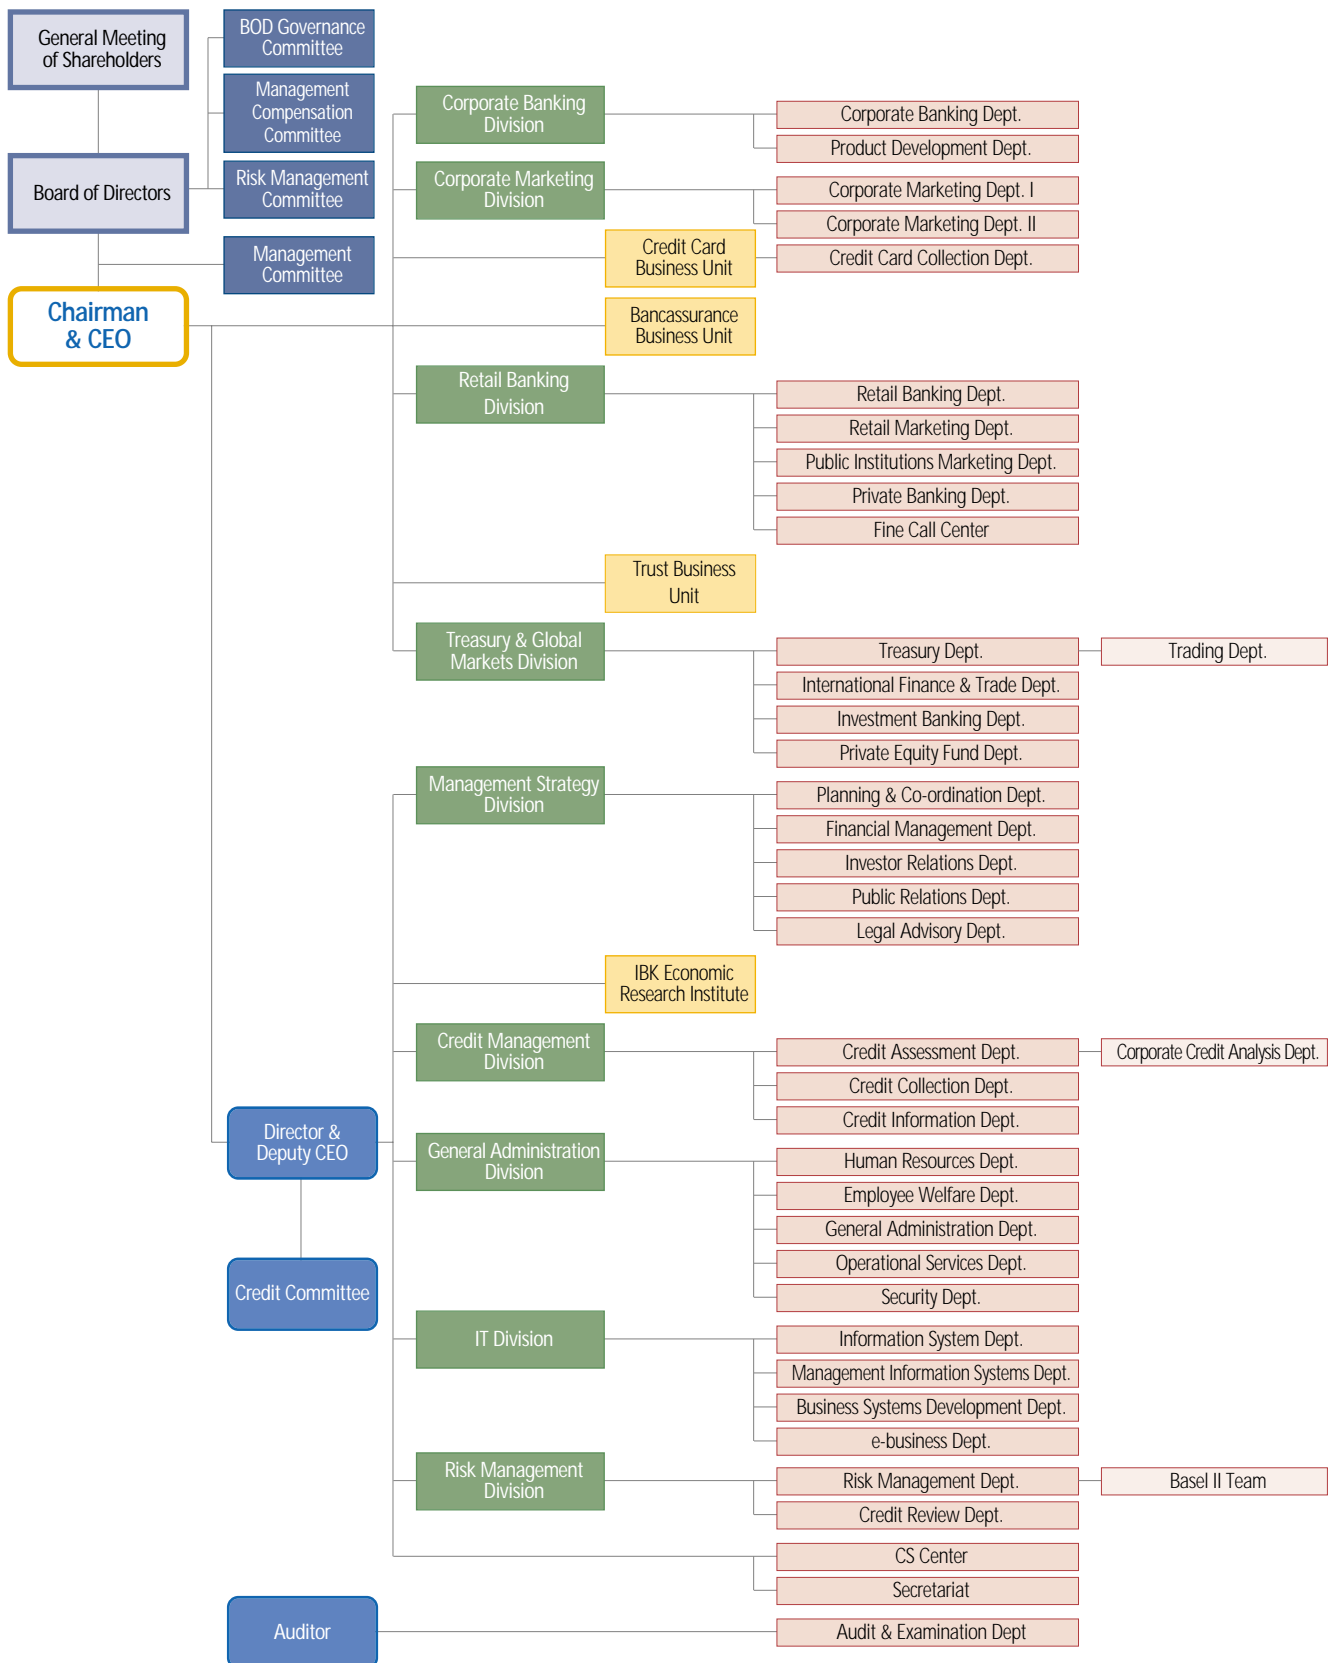 General Meeting
of Shareholders
BOD Governance
Committee
Management
Compensation
Committee
Board of Directors
Risk Management
Committee
Management
Committee
Chairman
& CEO
Corporate Banking
Division
Corporate Banking Dept.
Product Development Dept.
Corporate Marketing
Division
Corporate Marketing Dept. I
Corporate Marketing Dept. II
Credit Card
Business Unit
Credit Card Collection Dept.
Bancassurance
Business Unit
Retail Banking
Division
Retail Banking Dept.
Retail Marketing Dept.
Public Institutions Marketing Dept.
Private Banking Dept.
Fine Call Center
Trust Business
Unit
Treasury & Global
Markets Division
Treasury Dept.
Trading Dept.
International Finance & Trade Dept.
Investment Banking Dept.
Private Equity Fund Dept.
Management Strategy
Division
Planning & Co-ordination Dept.
Financial Management Dept.
Investor Relations Dept.
Public Relations Dept.
Legal Advisory Dept.
IBK Economic
Research Institute
Credit Management
Division
Credit Assessment Dept.
Corporate Credit Analysis Dept.
Credit Collection Dept.
Credit Information Dept.
Director &
Deputy CEO
General Administration
Division
Human Resources Dept.
Employee Welfare Dept.
General Administration Dept.
Operational Services Dept.
Security Dept.
Credit Committee
IT Division
Information System Dept.
Management Information Systems Dept.
Business Systems Development Dept.
e-business Dept.
Risk Management
Division
Risk Management Dept.
Basel II Team
Credit Review Dept.
CS Center
Secretariat
Auditor
Audit & Examination Dept